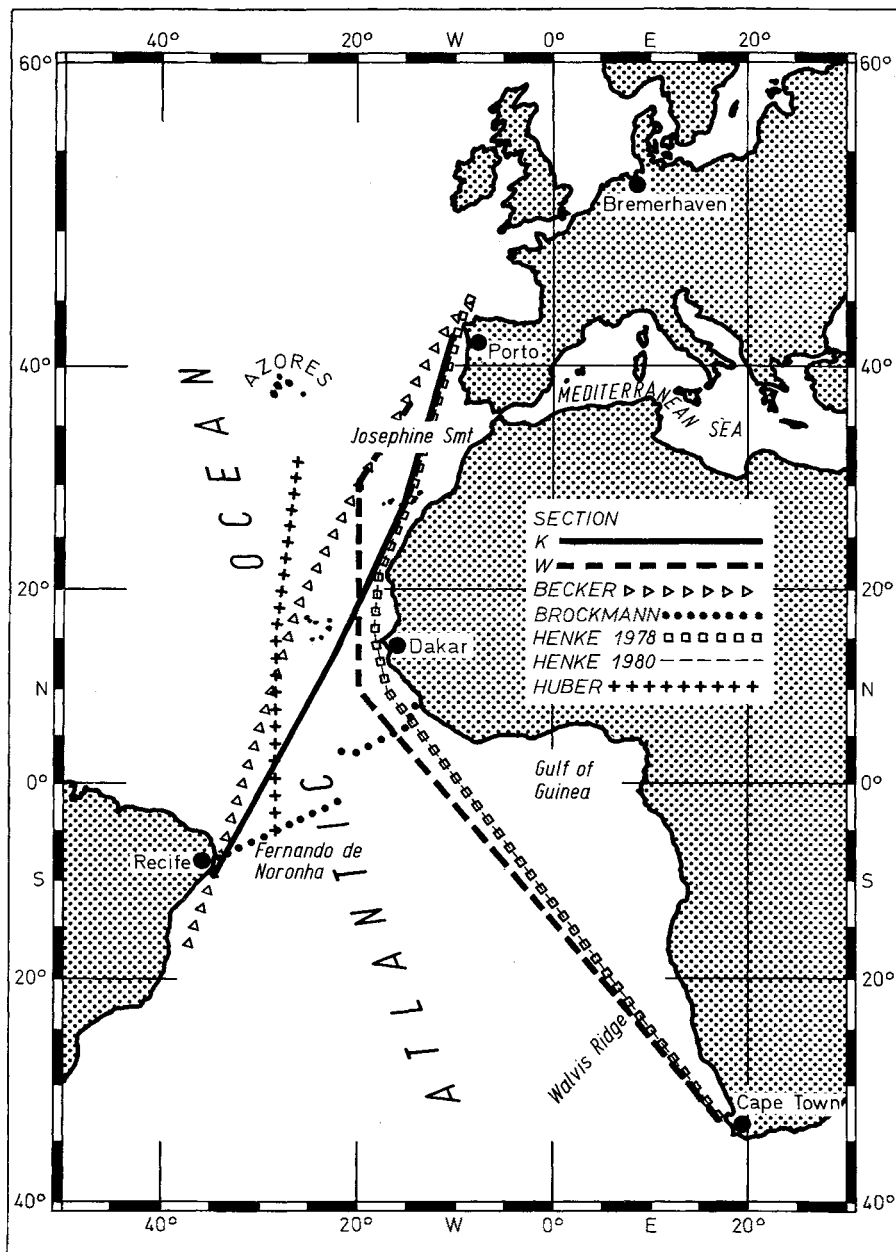 40° 20° W 0° E 20°
60°
60°
Bremerhaven
Porto
40°
40°
AZORES
MEDITERRANEAN SEA
Josephine Smt
OCEAN
SECTION
K
W
BECKER
BROCKMANN
HENKE 1978
HENKE 1980
HUBER
20°
20°
Dakar
N
N
Gulf of
Guinea
0°
0°
Recife
Fernando de
Noronha
S
S
ATLANTIC
20°
20°
Walvis Ridge
Cape Town
40°
40°
40° 20° W 0° E 20°